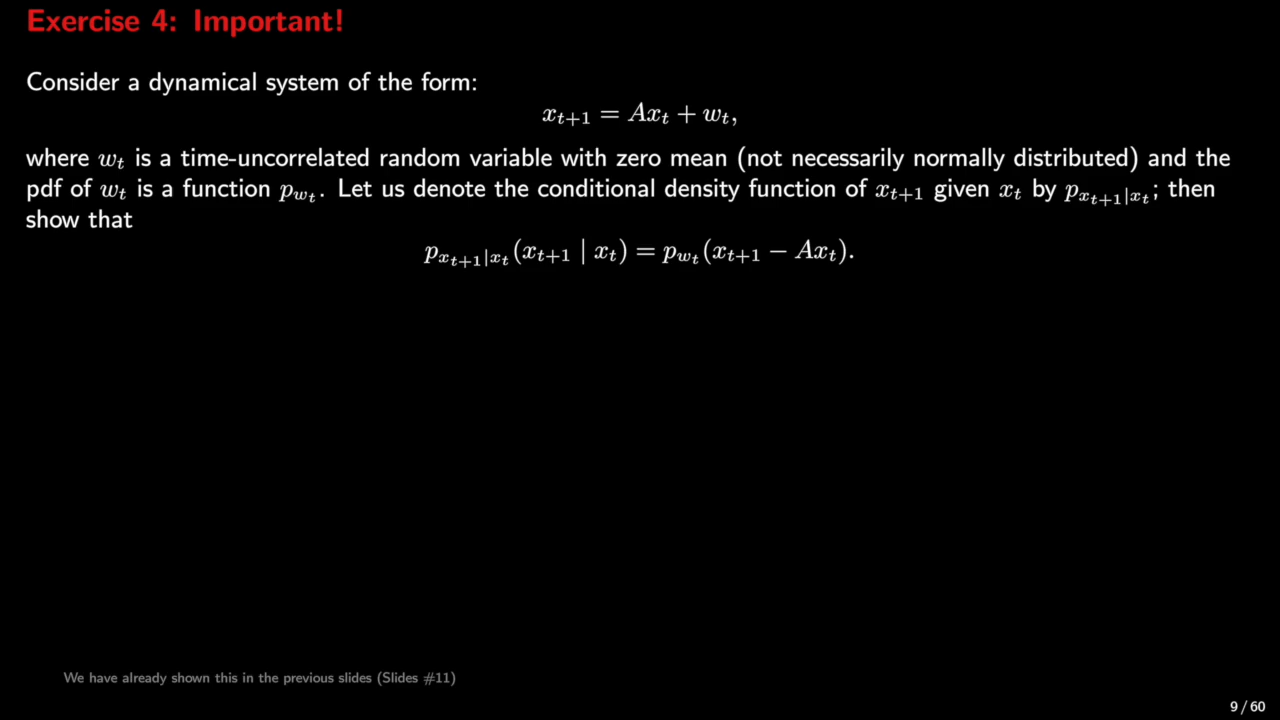 Exercise 4: Important!
Consider a dynamical system of the form:
x_{t+1} = Ax_t + w_t,
where w_t is a time-uncorrelated random variable with zero mean (not necessarily normally distributed) and the
pdf of w_t is a function p_{w_t}. Let us denote the conditional density function of x_{t+1} given x_t by p_{x_{t+1}|x_t}; then
show that
p_{x_{t+1}|x_t}(x_{t+1} | x_t) = p_{w_t}(x_{t+1} − Ax_t).
We have already shown this in the previous slides (Slides #11)
9 / 60